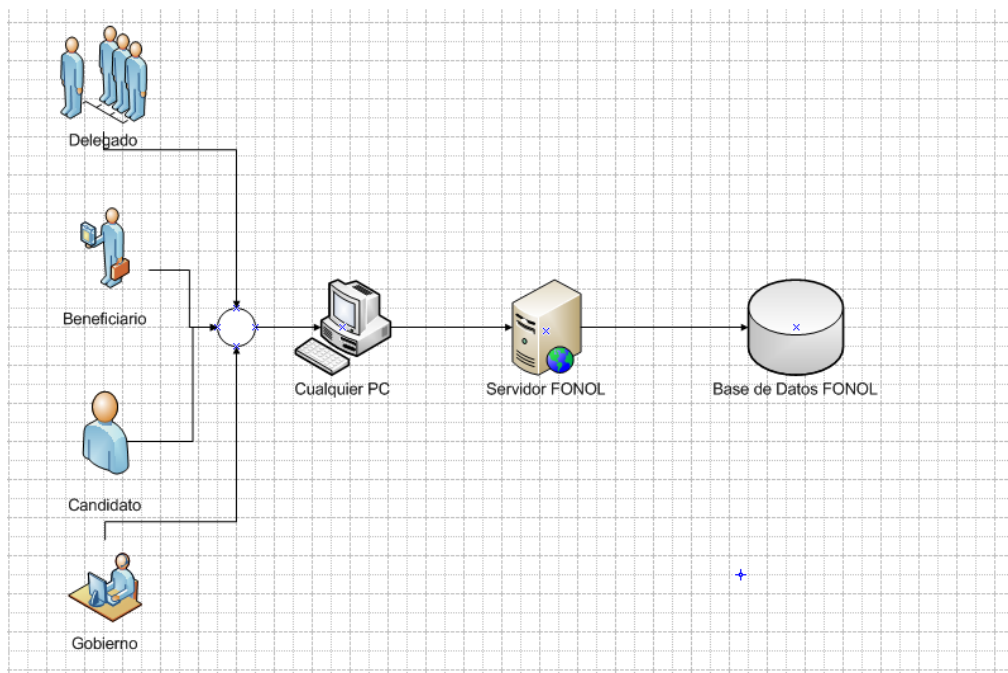 Delegado
Beneficiario
Cualquier PC
Servidor FONOL
Base de Datos FONOL
Candidato
Gobierno